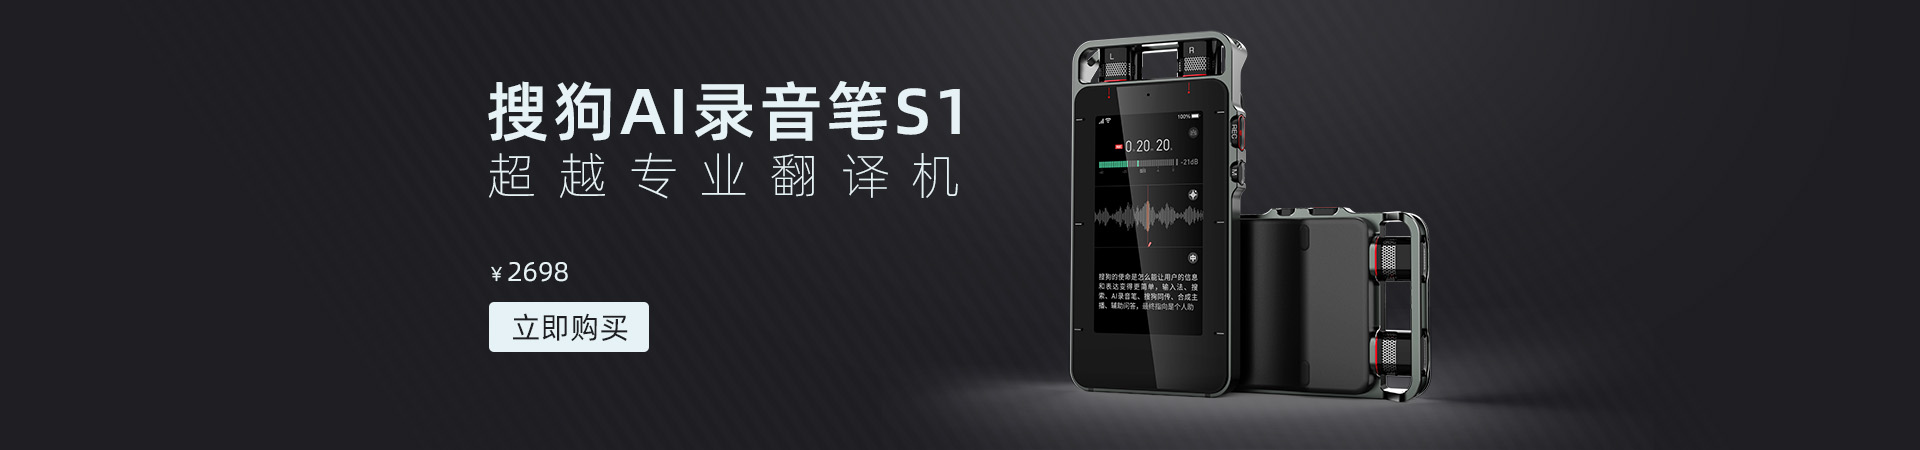 搜狗AI录音笔S1
超越专业翻译机
¥2698
立即购买
L
R
REC
M
100%
0.20.20.
-21dB
搜狗的使命是怎么能让用户的信息
和表达变得更简单，输入法、搜
索、AI录音笔、搜狗同传、合成主
播、辅助问答，最终指向是个人助